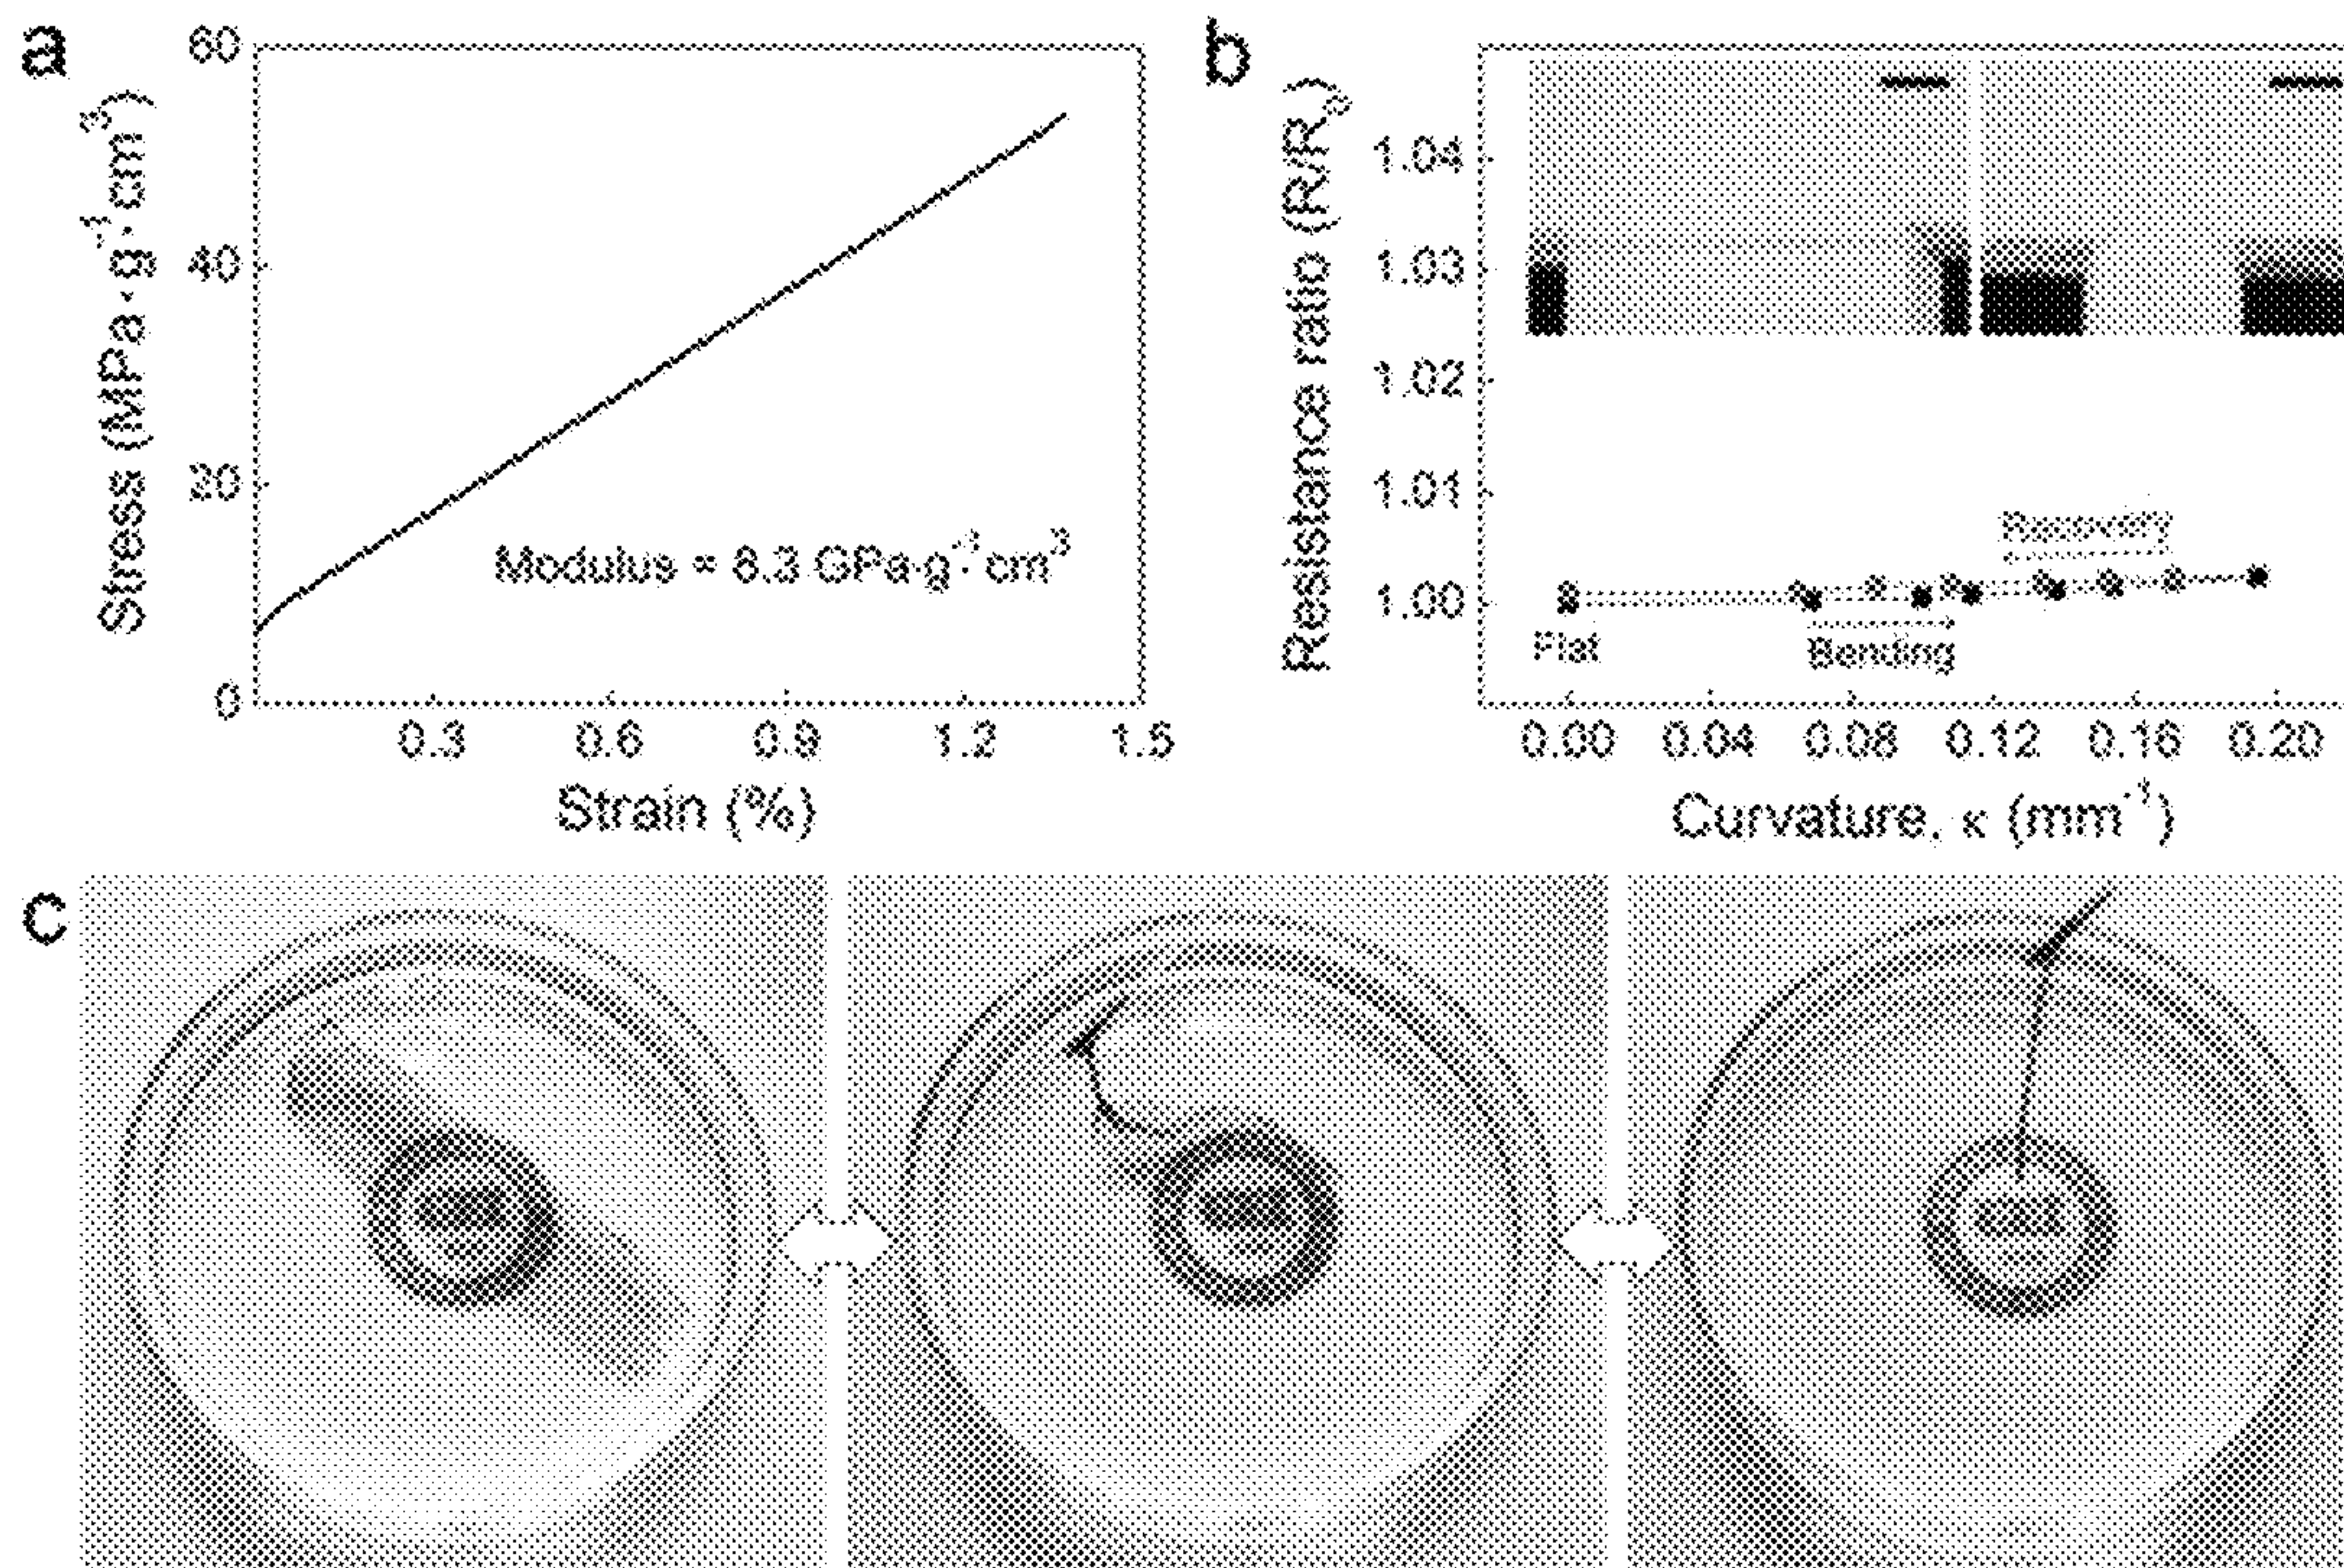 a
60
40
20
0
Stress (MPa·g⁻¹·cm³)
0.3 0.6 0.9 1.2 1.5
Strain (%)
Modulus = 6.3 GPa·g⁻¹cm³
b
1.04
1.03
1.02
1.01
1.00
Resistance ratio (R/R₀)
Recovery
Flat
Bending
0.00 0.04 0.08 0.12 0.16 0.20
Curvature, κ (mm⁻¹)
c